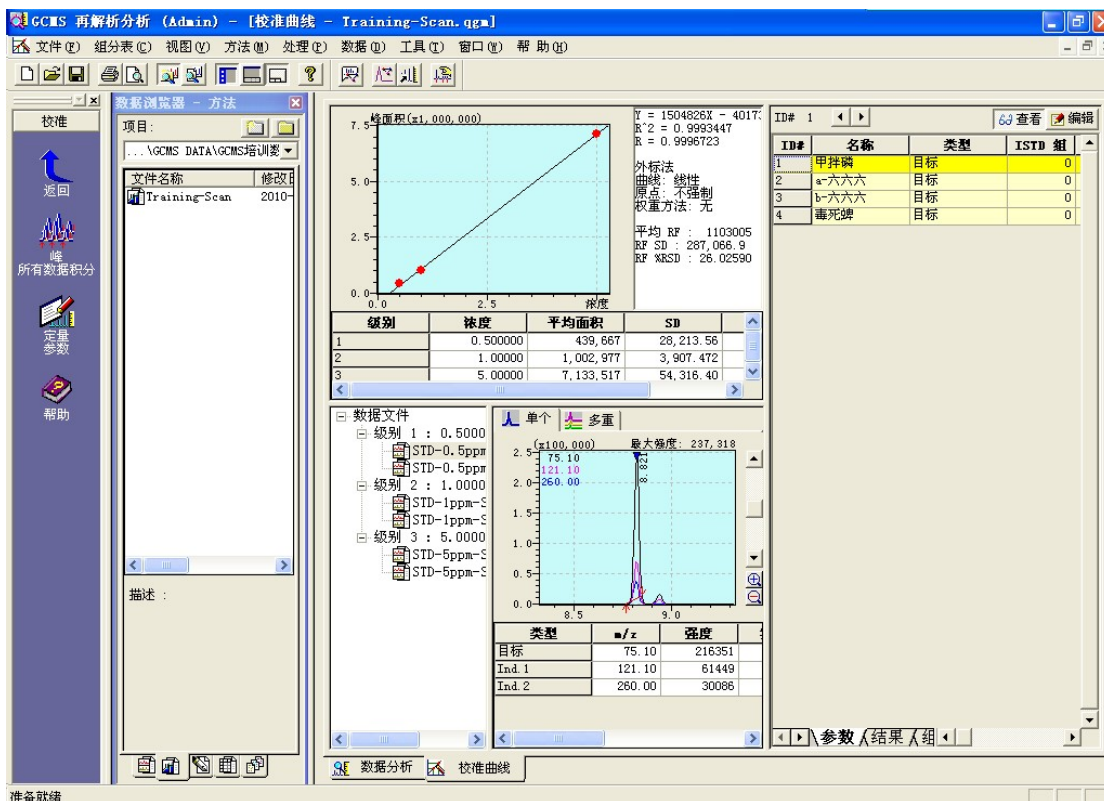 GCMS 再解析分析 (Admin) - [校准曲线 - Training-Scan.qgm]
文件(F) 组分表(C) 视图(V) 方法(M) 处理(P) 数据(D) 工具(T) 窗口(W) 帮 助(H)
校准
返回
峰
所有数据积分
定量
参数
帮助
数据浏览器 - 方法
项目:
...\GCMS DATA\GCMS培训
文件名称 修改
Training-Scan 2010-
描述 :
峰面积(x1,000,000)
7.5
5.0
2.5
0.0
0.0 2.5 浓度
Y = 1504826X - 4017
R^2 = 0.9993447
R = 0.9996723
外标法
曲线: 线性
原点: 不强制
权重方法: 无
平均 RF : 1103005
RF SD : 287,066.9
RF %RSD : 26.02590
级别 浓度 平均面积 SD
1 0.500000 439,667 28,213.56
2 1.00000 1,002,977 3,907.472
3 5.00000 7,133,517 54,316.40
数据文件
级别 1 : 0.5000
STD-0.5ppm
STD-0.5ppm
级别 2 : 1.0000
STD-1ppm-S
STD-1ppm-S
级别 3 : 5.0000
STD-5ppm-S
STD-5ppm-S
单个 多重
(x100,000) 最大强度: 237,318
2.5
75.10
121.10
2.0
260.00
8.821
1.5
1.0
0.5
0.0
8.5 9.0
类型 m/z 强度
目标 75.10 216351
Ind.1 121.10 61449
Ind.2 260.00 30086
ID# 1 查看 编辑
ID# 名称 类型 ISTD 组
1 甲拌磷 目标 0
2 a-六六六 目标 0
3 b-六六六 目标 0
4 毒死蜱 目标 0
参数 结果 组
数据分析 校准曲线
准备就绪